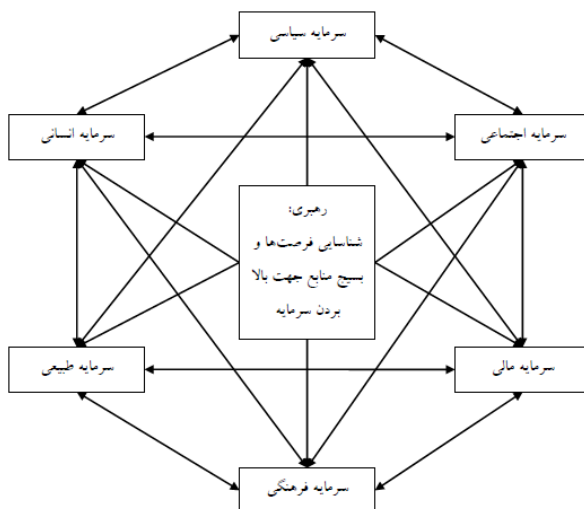 سرمایه سیاسی
سرمایه اجتماعی
سرمایه انسانی
رهبری:
شناسایی فرصت‌ها و
بسیج منابع جهت بالا
بردن سرمایه
سرمایه مالی
سرمایه طبیعی
سرمایه فرهنگی